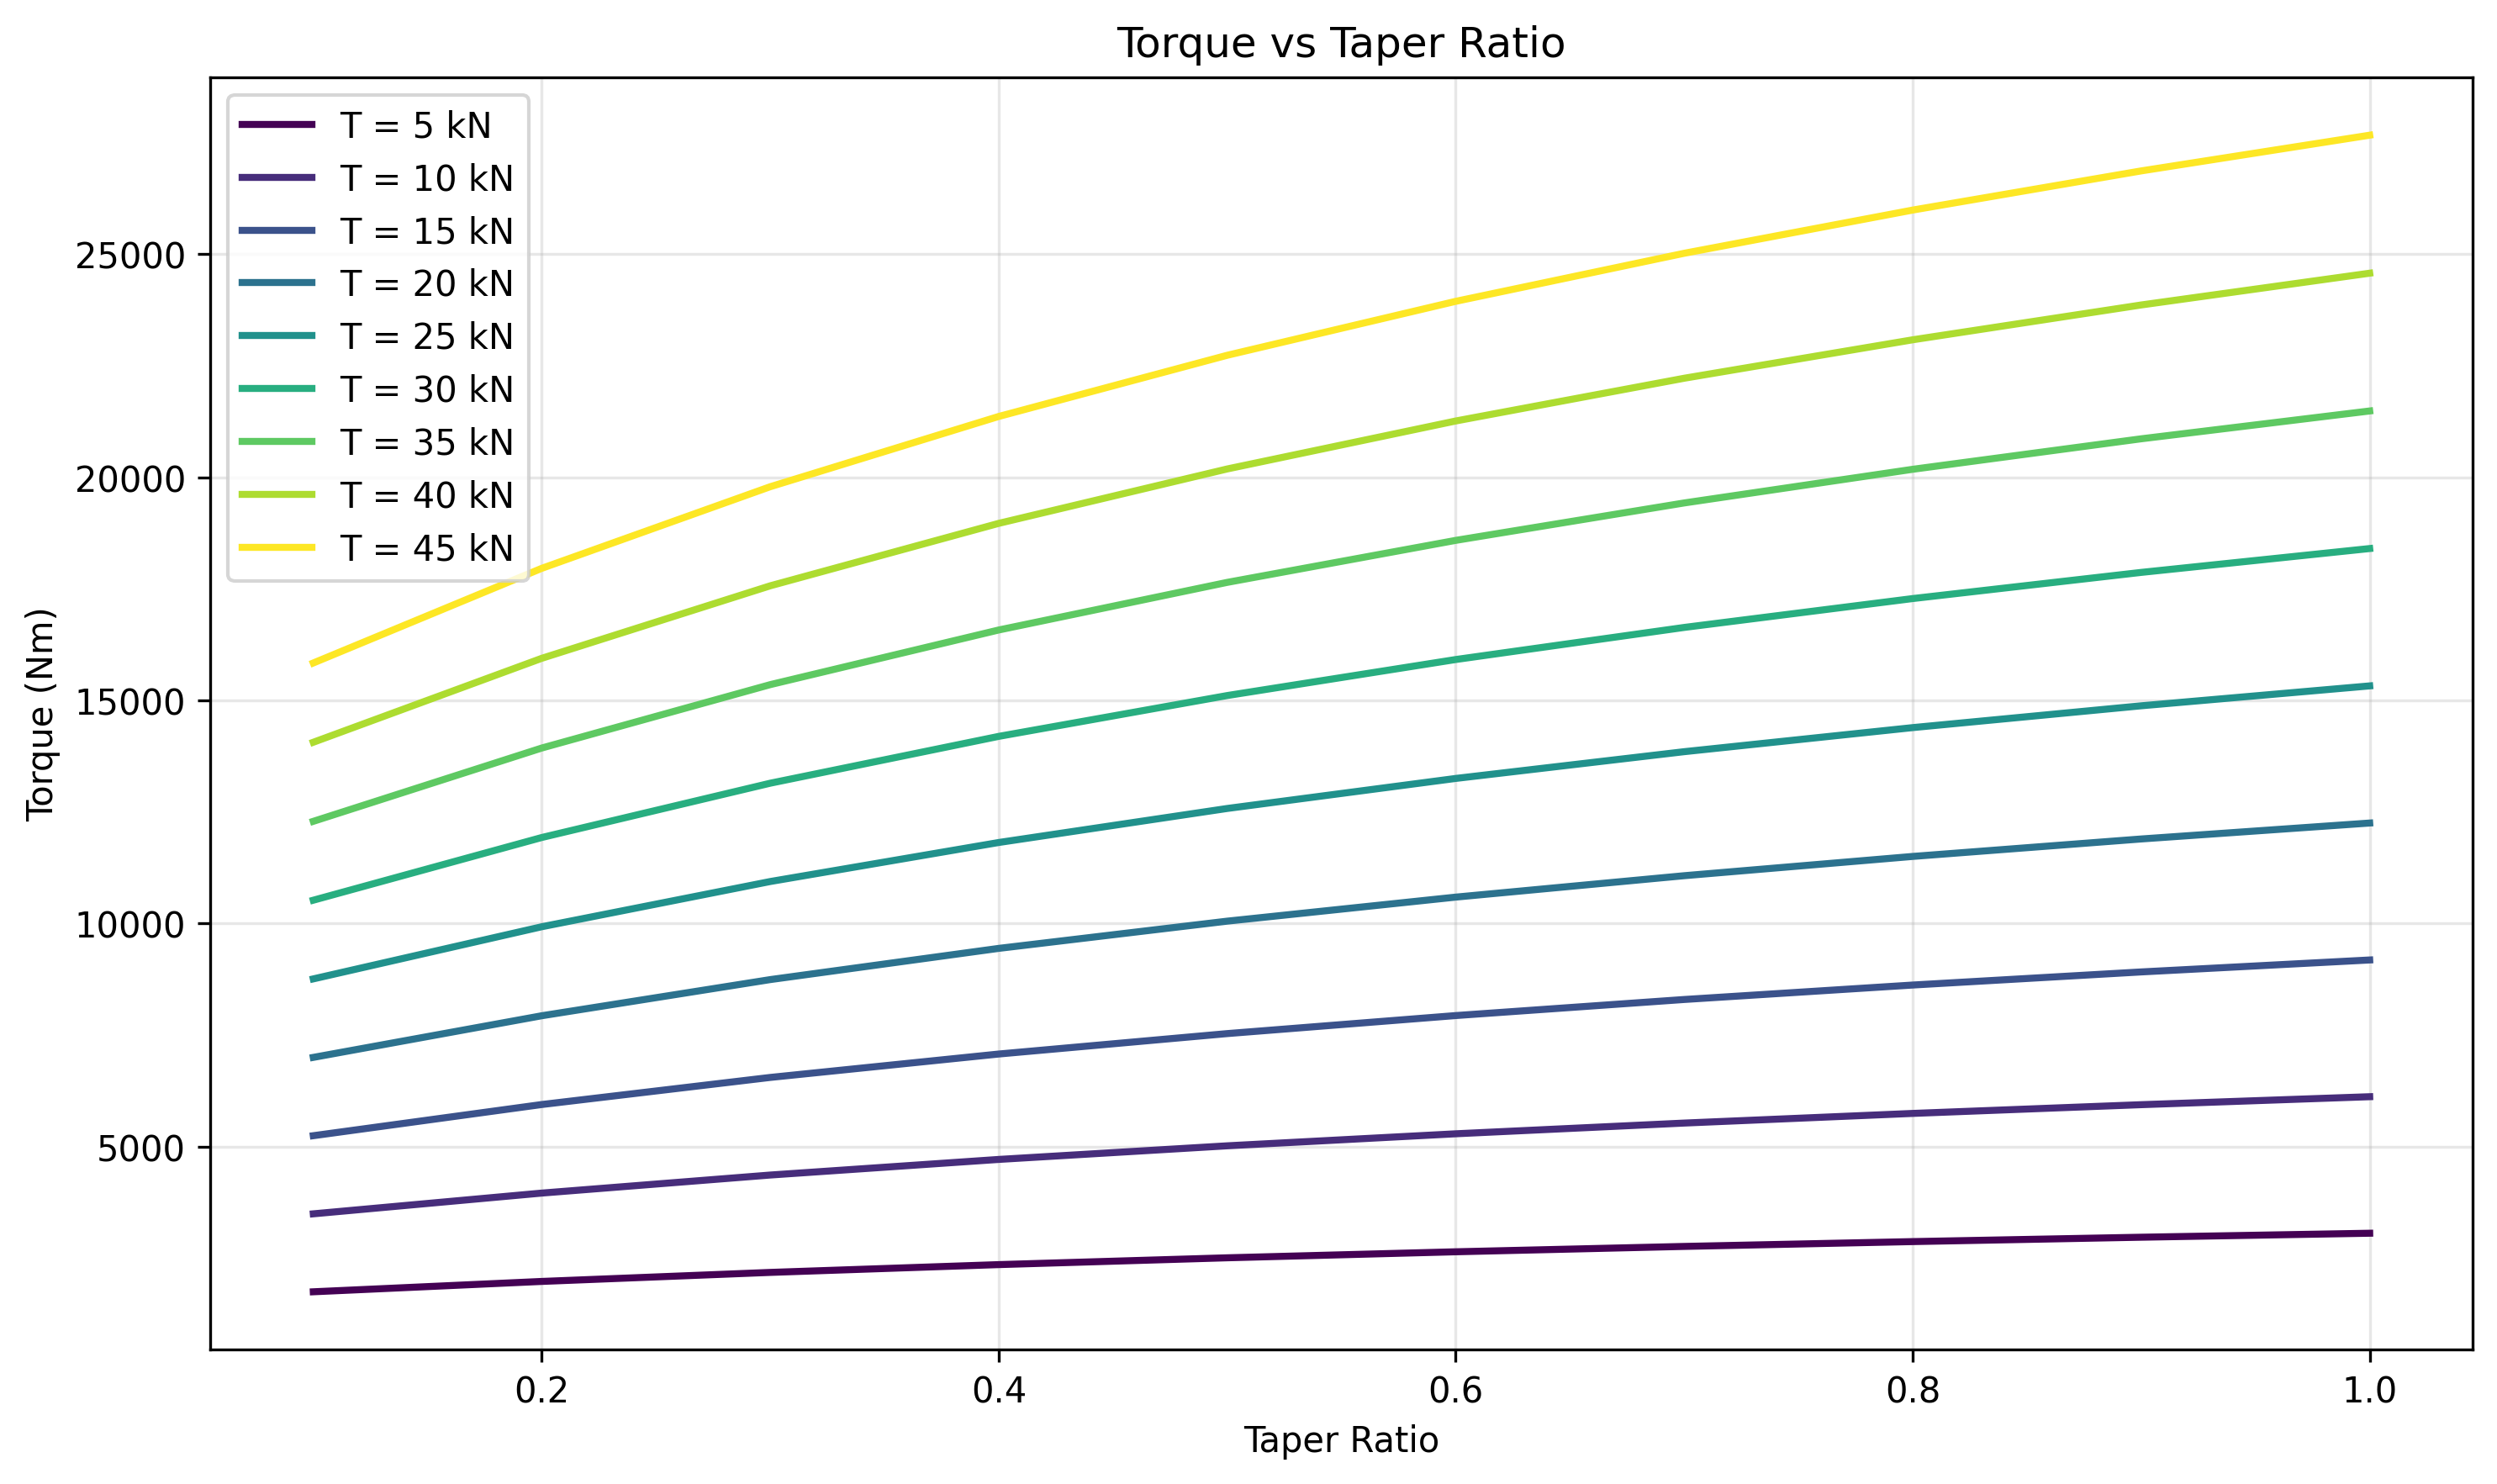 Torque vs Taper Ratio
T = 5 kN
T = 10 kN
T = 15 kN
T = 20 kN
T = 25 kN
T = 30 kN
T = 35 kN
T = 40 kN
T = 45 kN
Torque (Nm)
25000
20000
15000
10000
5000
0.2 0.4 0.6 0.8 1.0
Taper Ratio